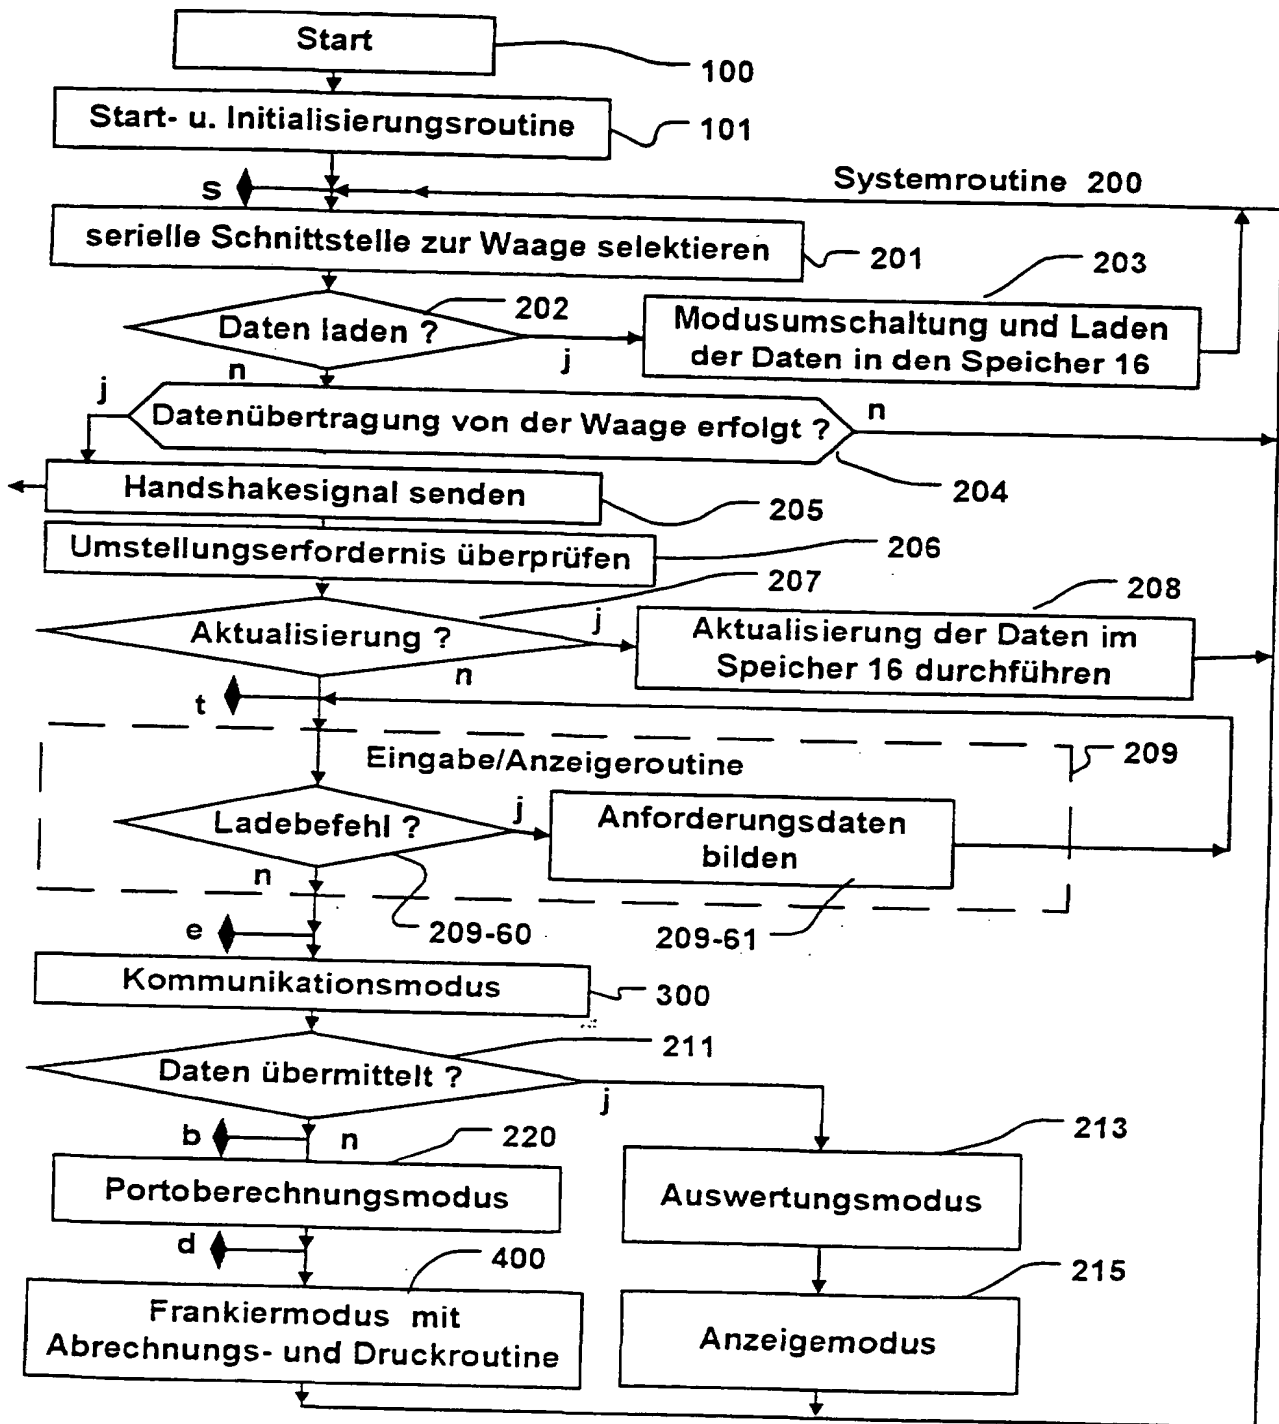 Start
100
Start- u. Initialisierungsroutine
101
s
Systemroutine 200
serielle Schnittstelle zur Waage selektieren
201
203
202
Daten laden ?
j
n
Modusumschaltung und Laden
der Daten in den Speicher 16
j
Datenübertragung von der Waage erfolgt ?
n
204
Handshakesignal senden
205
Umstellungserfordernis überprüfen
206
207
208
Aktualisierung ?
j
n
Aktualisierung der Daten im
Speicher 16 durchführen
t
Eingabe/Anzeigeroutine
209
Ladebefehl ?
j
n
Anforderungsdaten
bilden
209-60
209-61
e
Kommunikationsmodus
300
211
Daten übermittelt ?
j
b
n
220
213
Portoberechnungsmodus
Auswertungsmodus
d
400
215
Frankiermodus mit
Abrechnungs- und Druckroutine
Anzeigemodus